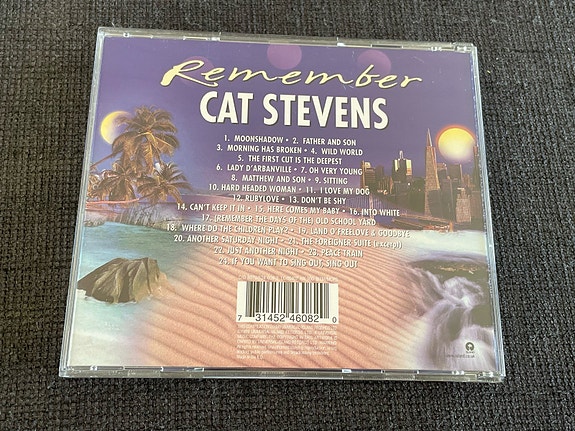 Remember
CAT STEVENS
1. MOONSHADOW • 2. FATHER AND SON
3. MORNING HAS BROKEN • 4. WILD WORLD
5. THE FIRST CUT IS THE DEEPEST
6. LADY D'ARBANVILLE • 7. OH VERY YOUNG
8. MATTHEW AND SON • 9. SITTING
10. HARD HEADED WOMAN • 11. I LOVE MY DOG
12. RUBYLOVE • 13. DON'T BE SHY
14. CAN'T KEEP IT IN • 15. HERE COMES MY BABY • 16. INTO WHITE
17. (REMEMBER THE DAYS OF THE) OLD SCHOOL YARD
18. WHERE DO THE CHILDREN PLAY? • 19. LAND O'FREELOVE & GOODBYE
20. ANOTHER SATURDAY NIGHT • 21. THE FOREIGNER SUITE (excerpt)
22. JUST ANOTHER NIGHT • 23. PEACE TRAIN
24. IF YOU WANT TO SING OUT, SING OUT
7 31452 46082 0